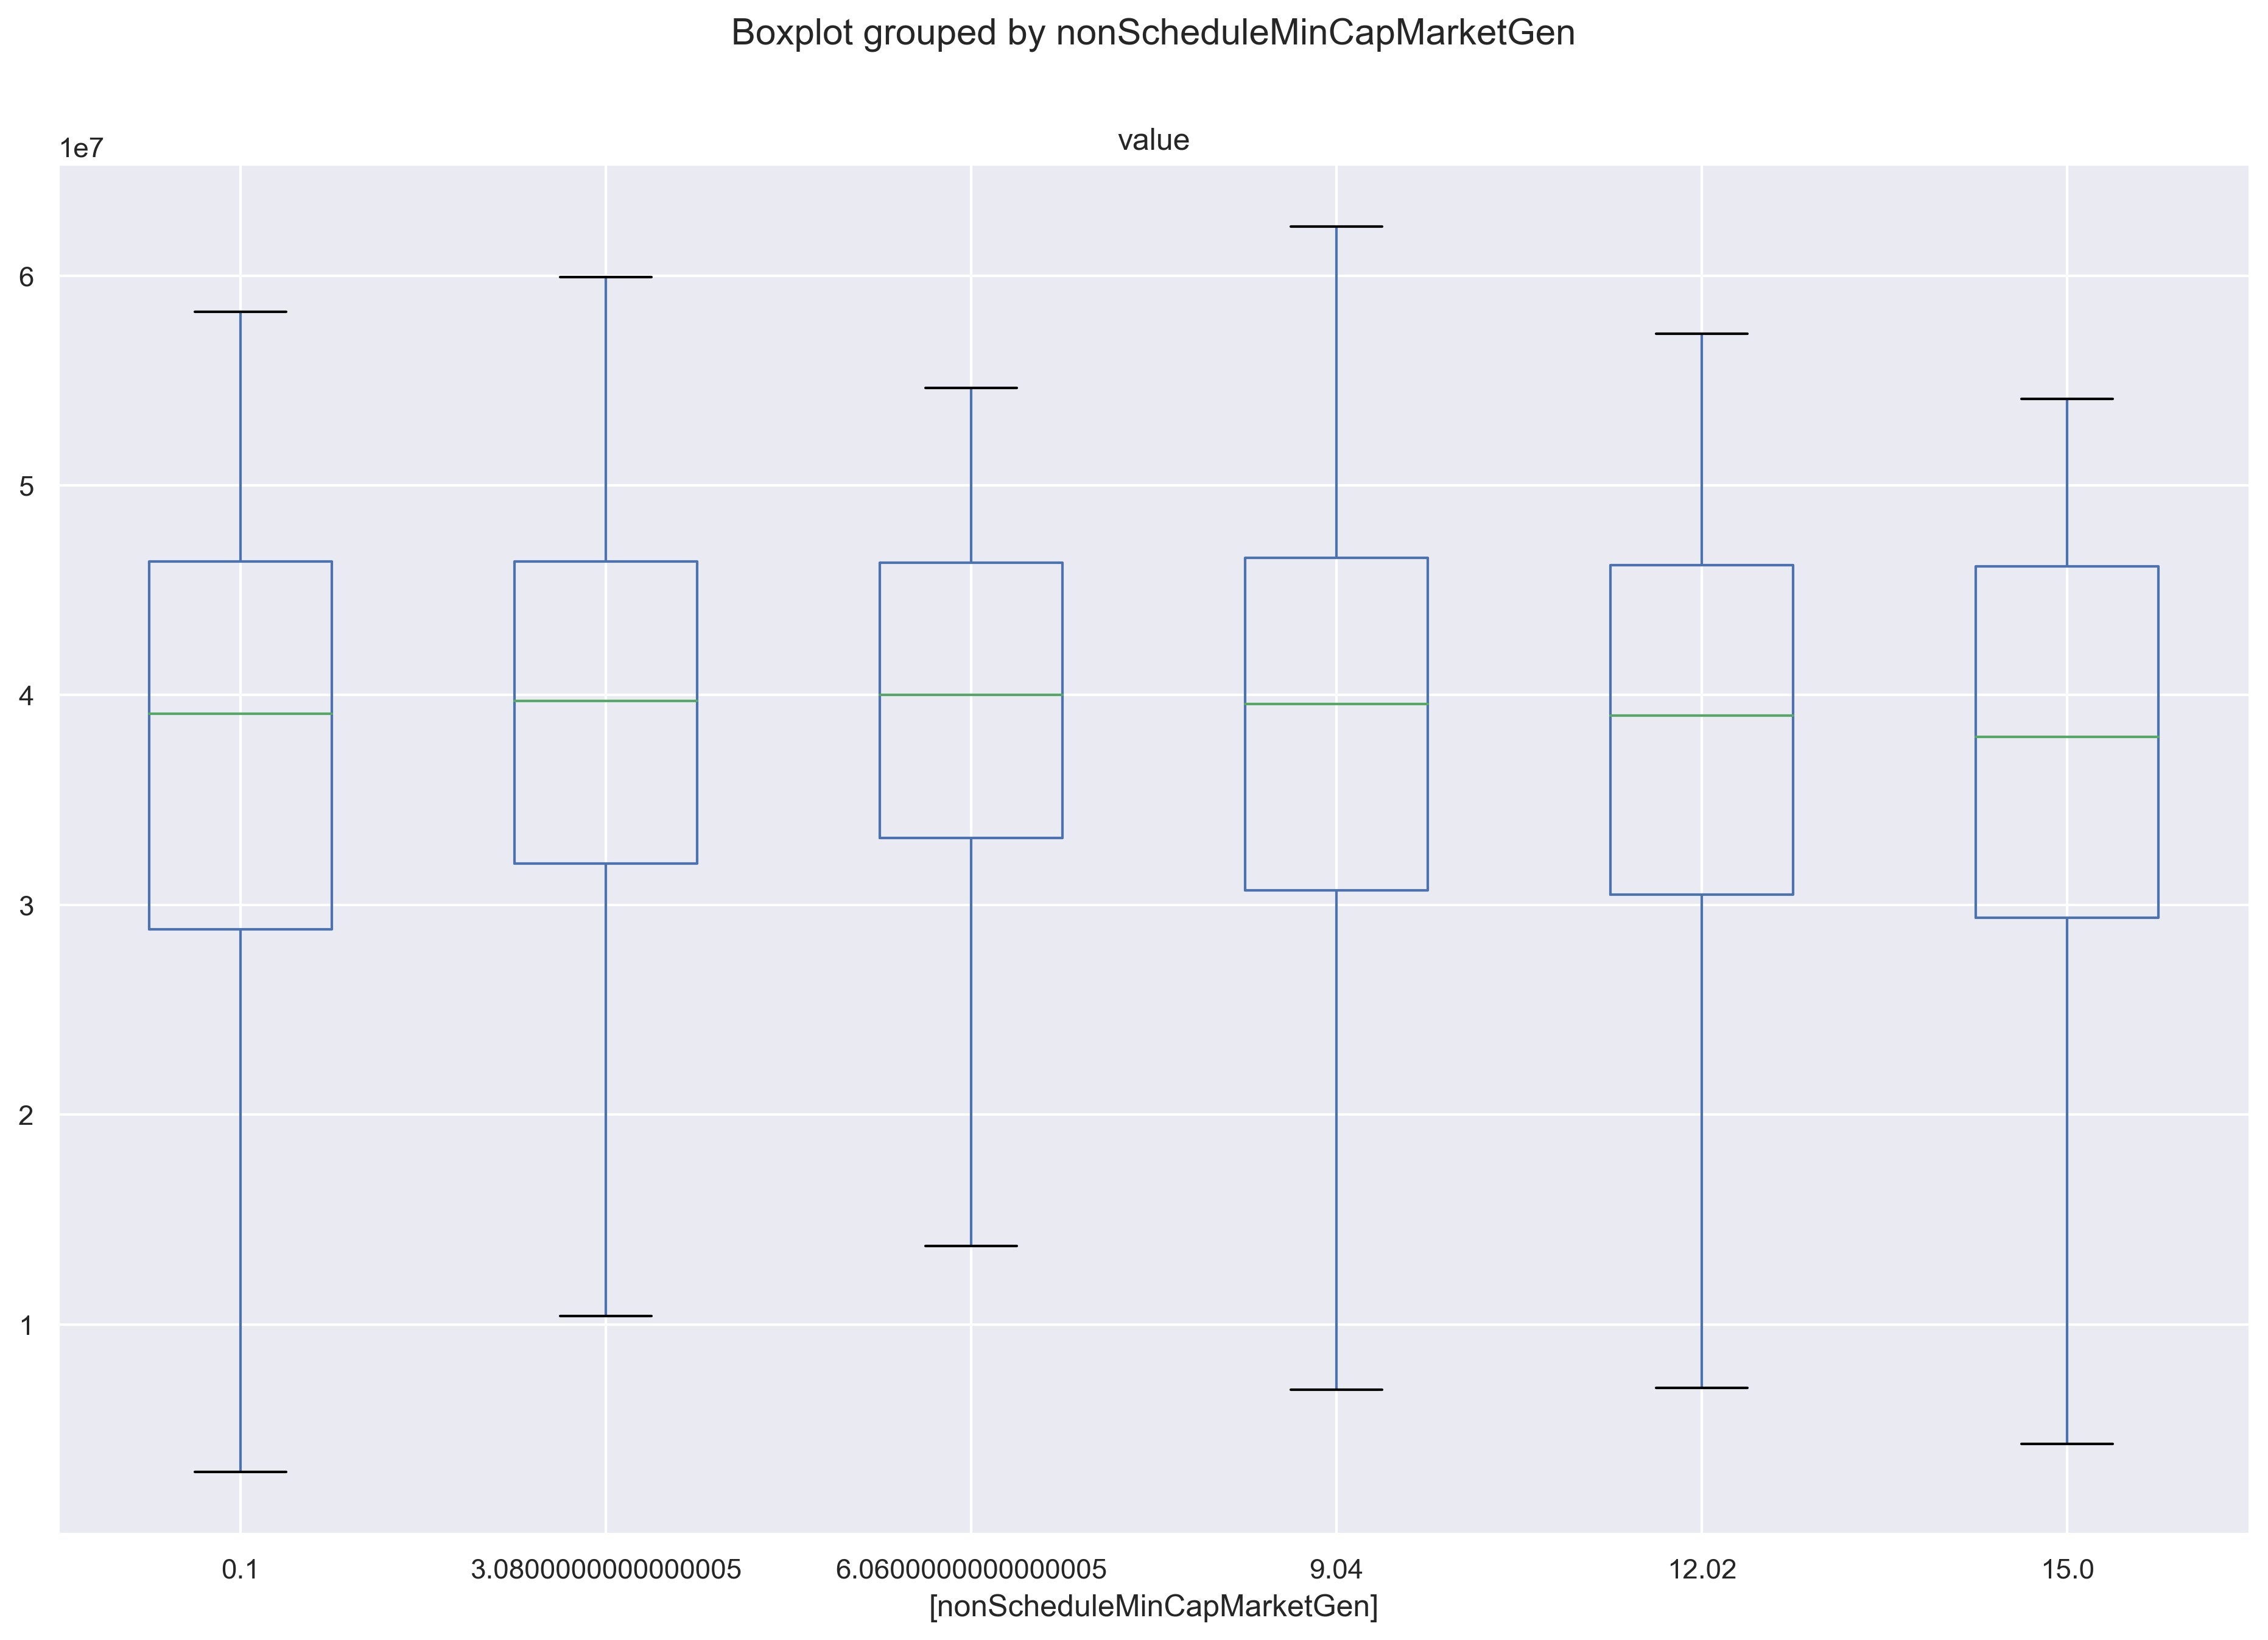 Boxplot grouped by nonScheduleMinCapMarketGen
value
1e7
6
5
4
3
2
1
0.1 3.0800000000000005 6.0600000000000005 9.04 12.02 15.0
[nonScheduleMinCapMarketGen]